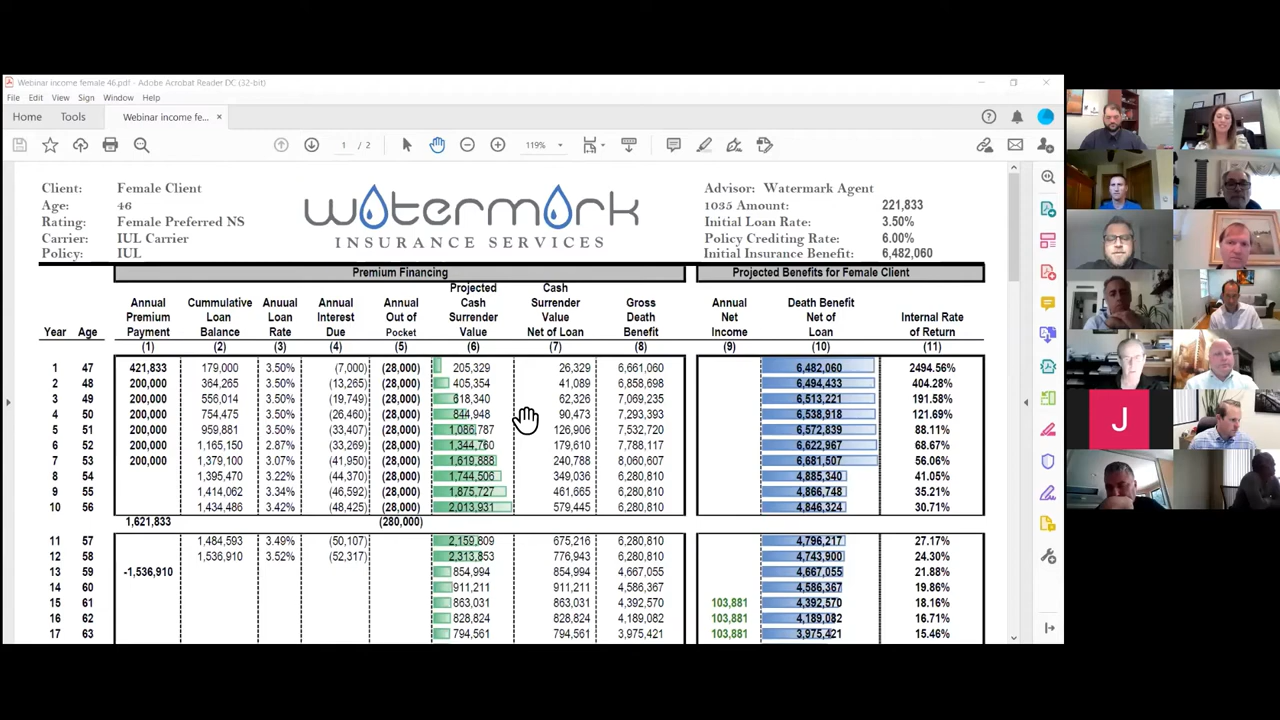 Webinar income female 46.pdf - Adobe Acrobat Reader DC (32-bit)
File Edit View Sign Window Help
Home Tools Webinar income fe... ×
1 / 2 119%
Client: Female Client
Age: 46
Rating: Female Preferred NS
Carrier: IUL Carrier
Policy: IUL
watermark
INSURANCE SERVICES
Advisor: Watermark Agent
1035 Amount: 221,833
Initial Loan Rate: 3.50%
Policy Crediting Rate: 6.00%
Initial Insurance Benefit: 6,482,060
Premium Financing Projected Benefits for Female Client
Year Age Annual Premium Payment (1) Cummulative Loan Balance (2) Anuual Loan Rate (3) Annual Interest Due (4) Annual Out of Pocket (5) Projected Cash Surrender Value (6) Cash Surrender Value Net of Loan (7) Gross Death Benefit (8) Annual Net Income (9) Death Benefit Net of Loan (10) Internal Rate of Return (11)
1 47 421,833 179,000 3.50% (7,000) (28,000) 205,329 26,329 6,661,060 6,482,060 2494.56%
2 48 200,000 364,265 3.50% (13,265) (28,000) 405,354 41,089 6,858,698 6,494,433 404.28%
3 49 200,000 556,014 3.50% (19,749) (28,000) 618,340 62,326 7,069,235 6,513,221 191.58%
4 50 200,000 754,475 3.50% (26,460) (28,000) 844,948 90,473 7,293,393 6,538,918 121.69%
5 51 200,000 959,881 3.50% (33,407) (28,000) 1,086,787 126,906 7,532,720 6,572,839 88.11%
6 52 200,000 1,165,150 2.87% (33,269) (28,000) 1,344,760 179,610 7,788,117 6,622,967 68.67%
7 53 200,000 1,379,100 3.07% (41,950) (28,000) 1,619,888 240,788 8,060,607 6,681,507 56.06%
8 54 1,395,470 3.22% (44,370) (28,000) 1,744,506 349,036 6,280,810 4,885,340 41.05%
9 55 1,414,062 3.34% (46,592) (28,000) 1,875,727 461,665 6,280,810 4,866,748 35.21%
10 56 1,434,486 3.42% (48,425) (28,000) 2,013,931 579,445 6,280,810 4,846,324 30.71%
1,621,833 (280,000)
11 57 1,484,593 3.49% (50,107) 2,159,809 675,216 6,280,810 4,796,217 27.17%
12 58 1,536,910 3.52% (52,317) 2,313,853 776,943 6,280,810 4,743,900 24.30%
13 59 -1,536,910 854,994 854,994 4,667,055 4,667,055 21.88%
14 60 911,211 911,211 4,586,367 4,586,367 19.86%
15 61 863,031 863,031 4,392,570 103,881 4,392,570 18.16%
16 62 828,824 828,824 4,189,082 103,881 4,189,082 16.71%
17 63 794,561 794,561 3,975,421 103,881 3,975,421 15.46%
J